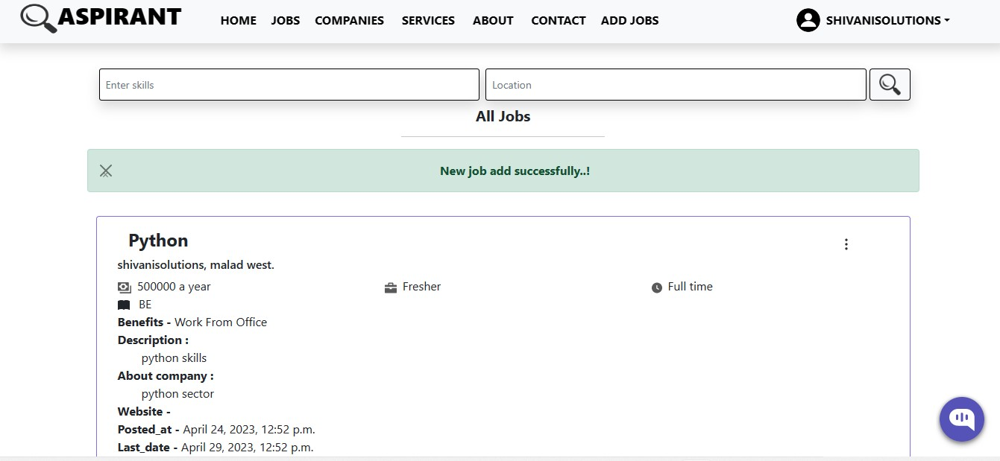 ASPIRANT HOME JOBS COMPANIES SERVICES ABOUT CONTACT ADD JOBS SHIVANISOLUTIONS
Enter skills Location
All Jobs
New job add successfully..!
Python
shivanisolutions, malad west.
500000 a year Fresher Full time
BE
Benefits - Work From Office
Description :
python skills
About company :
python sector
Website -
Posted_at - April 24, 2023, 12:52 p.m.
Last_date - April 29, 2023, 12:52 p.m.